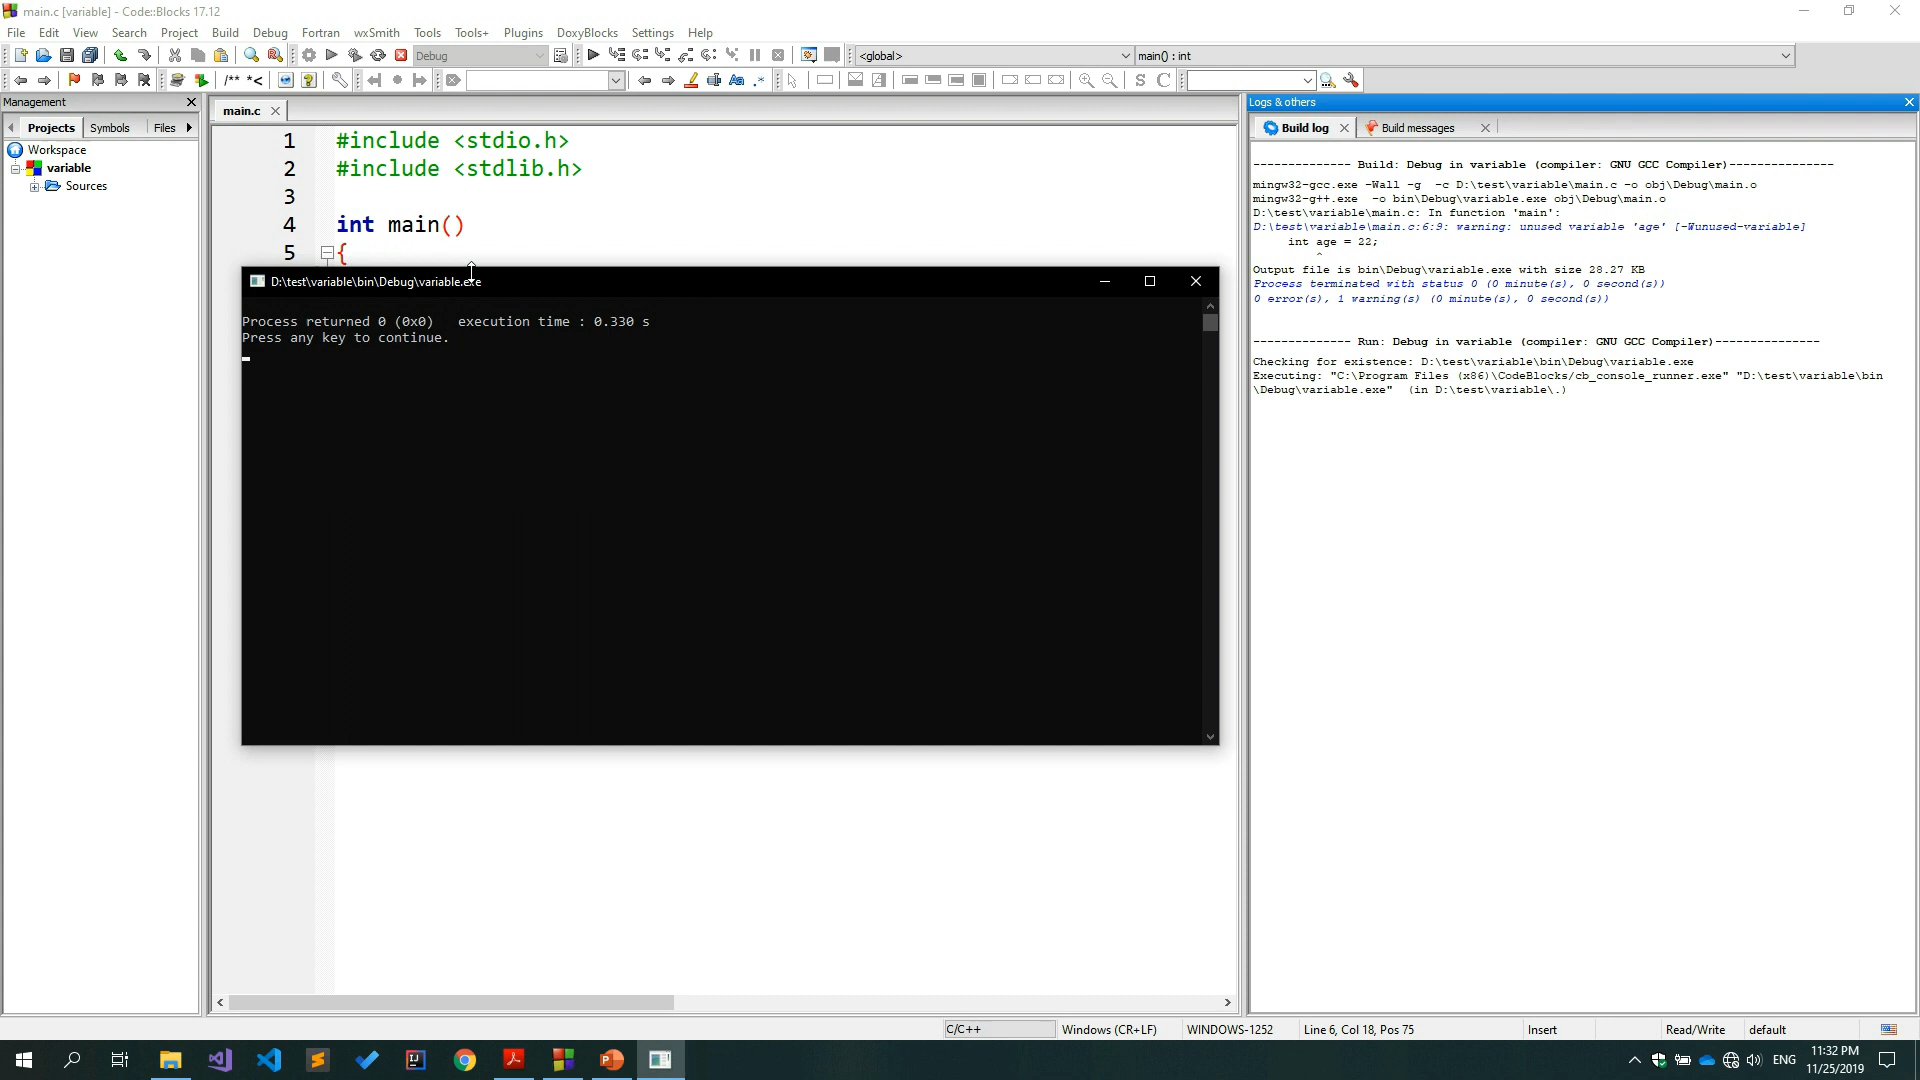 main.c [variable] - Code::Blocks 17.12
File Edit View Search Project Build Debug Fortran wxSmith Tools Tools+ Plugins DoxyBlocks Settings Help
Debug
<global>
main() : int
/** *<
Aa .*
S C
Management
Projects Symbols Files
Workspace
variable
Sources
main.c
1 #include <stdio.h>
2 #include <stdlib.h>
3
4 int main()
5 {
D:\test\variable\bin\Debug\variable.exe
Process returned 0 (0x0)   execution time : 0.330 s
Press any key to continue.
Logs & others
Build log Build messages
-------------- Build: Debug in variable (compiler: GNU GCC Compiler)---------------
mingw32-gcc.exe -Wall -g  -c D:\test\variable\main.c -o obj\Debug\main.o
mingw32-g++.exe  -o bin\Debug\variable.exe obj\Debug\main.o
D:\test\variable\main.c: In function 'main':
D:\test\variable\main.c:6:9: warning: unused variable 'age' [-Wunused-variable]
int age = 22;
^
Output file is bin\Debug\variable.exe with size 28.27 KB
Process terminated with status 0 (0 minute(s), 0 second(s))
0 error(s), 1 warning(s) (0 minute(s), 0 second(s))
-------------- Run: Debug in variable (compiler: GNU GCC Compiler)---------------
Checking for existence: D:\test\variable\bin\Debug\variable.exe
Executing: "C:\Program Files (x86)\CodeBlocks/cb_console_runner.exe" "D:\test\variable\bin
\Debug\variable.exe"  (in D:\test\variable\.)
C/C++ Windows (CR+LF) WINDOWS-1252 Line 6, Col 18, Pos 75 Insert Read/Write default
ENG
11:32 PM
11/25/2019